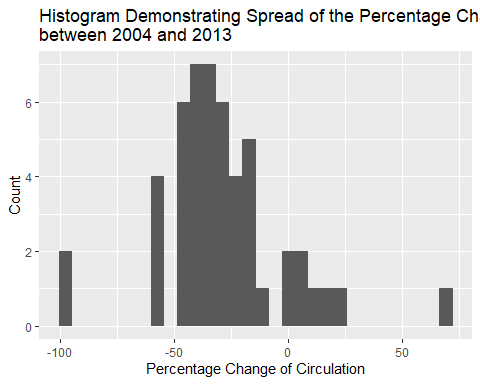 Histogram Demonstrating Spread of the Percentage Ch
between 2004 and 2013
6
4
2
0
Count
-100
-50
0
50
Percentage Change of Circulation